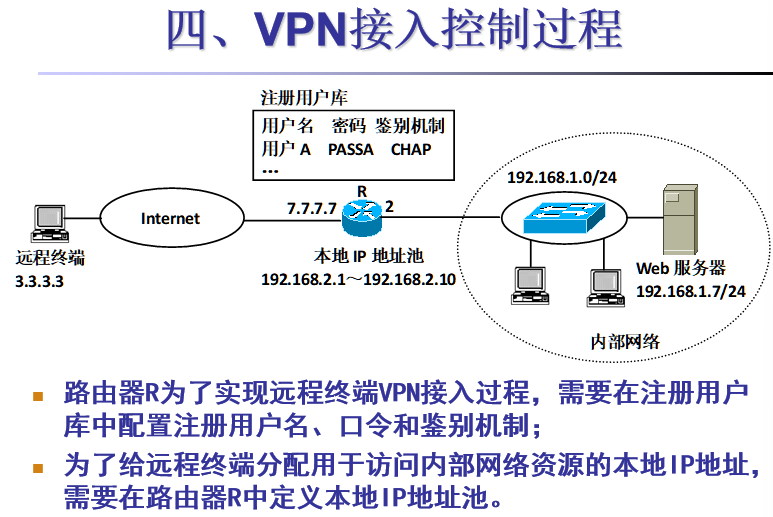 四、VPN接入控制过程
注册用户库
用户名 密码 鉴别机制
用户 A PASSA CHAP
...
R
192.168.1.0/24
7.7.7.7
2
Internet
远程终端
3.3.3.3
本地 IP 地址池
192.168.2.1～192.168.2.10
Web 服务器
192.168.1.7/24
内部网络
路由器R为了实现远程终端VPN接入过程，需要在注册用户
库中配置注册用户名、口令和鉴别机制；
为了给远程终端分配用于访问内部网络资源的本地IP地址，
需要在路由器R中定义本地IP地址池。